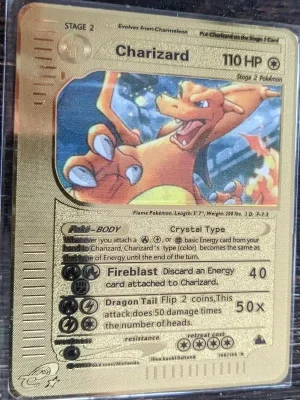 STAGE 2 Evolves from Charmeleon Put Charizard on the Stage 1 Card
Charizard 110 HP
Stage 2 Pokémon
Flame Pokémon. Length: 5' 7", Weight: 200 lbs.
Poké-BODY Crystal Type
Whenever you attach a or basic Energy card from your
hand to Charizard, Charizard's type (color) becomes the same as
that type of Energy until the end of the turn.
Fireblast Discard an Energy 40
card attached to Charizard.
Dragon Tail Flip 2 coins,This 50x
attack does 50 damage times
the number of heads.
weakness resistance retreat cost